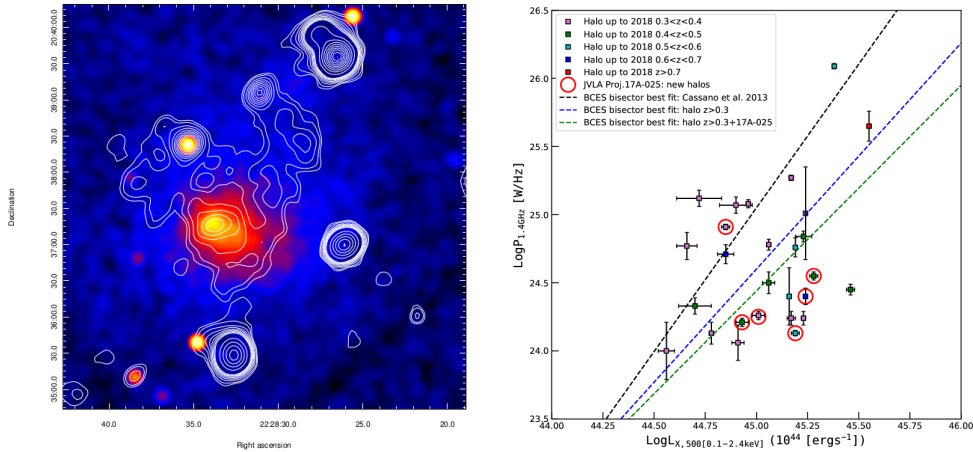 20:40:00.0
30.0
39:00.0
30.0
38:00.0
30.0
37:00.0
30.0
36:00.0
30.0
35:00.0
Declination
40.0
35.0
22:28:30.0
25.0
20.0
Right ascension
Halo up to 2018 0.3<z<0.4
Halo up to 2018 0.4<z<0.5
Halo up to 2018 0.5<z<0.6
Halo up to 2018 0.6<z<0.7
Halo up to 2018 z>0.7
JVLA Proj.17A-025: new halos
BCES bisector best fit: Cassano et al. 2013
BCES bisector best fit: halo z>0.3
BCES bisector best fit: halo z>0.3+17A-025
26.5
26.0
25.5
25.0
24.5
24.0
23.5
LogP1.4GHz [W/Hz]
44.00
44.25
44.50
44.75
45.00
45.25
45.50
45.75
46.00
LogLX,500[0.1−2.4keV] (10^44 [ergs^−1])